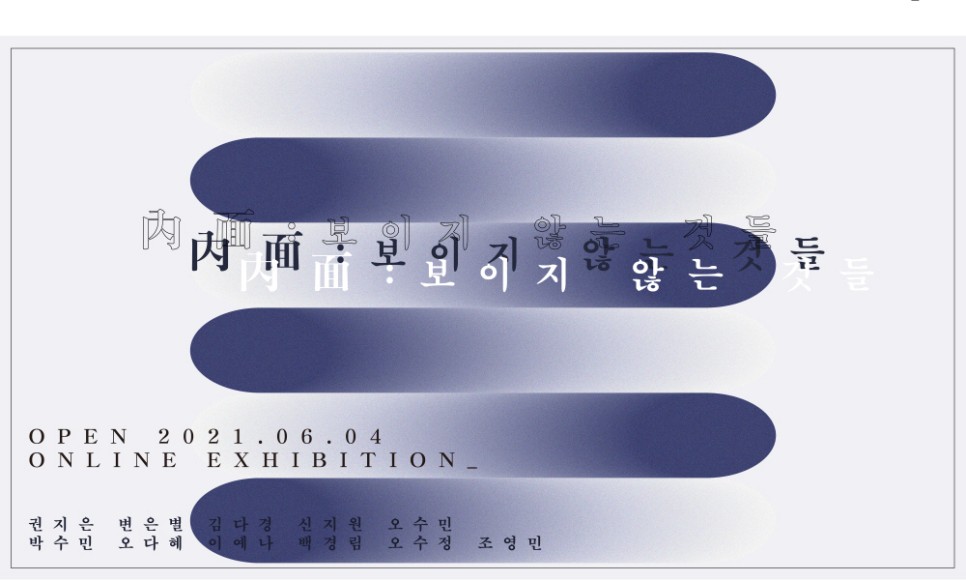 内面:보이지 않는 것들
内面:보이지 않는 것들
内面:보이지 않는 것들
OPEN 2021.06.04
ONLINE EXHIBITION_
권지은 변은별 김다경 신지원 오수민
박수민 오다혜 이예나 백경림 오수정 조영민